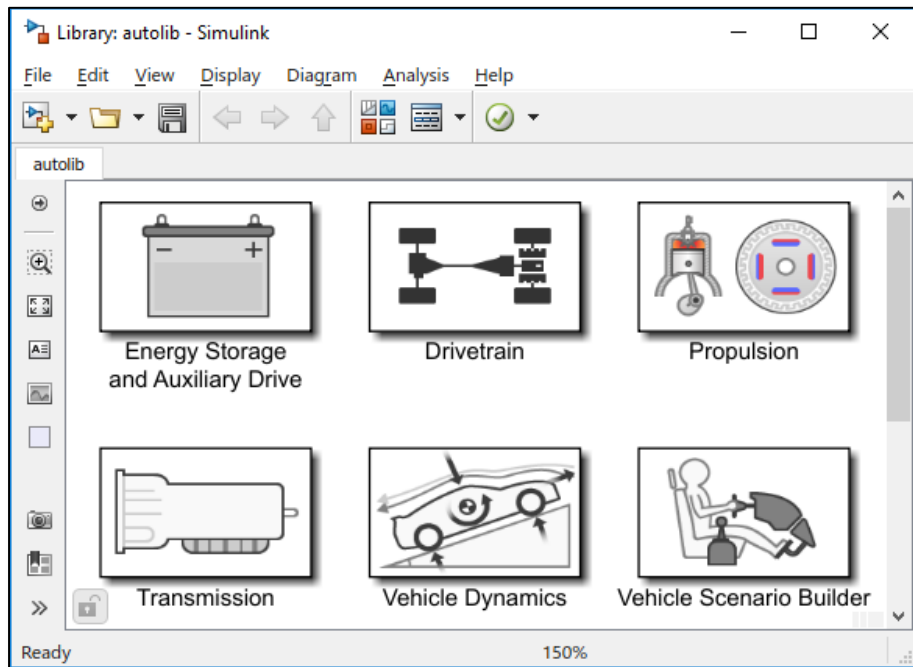 Library: autolib - Simulink
File Edit View Display Diagram Analysis Help
autolib
Energy Storage
and Auxiliary Drive
Drivetrain
Propulsion
Transmission
Vehicle Dynamics
Vehicle Scenario Builder
Ready
150%